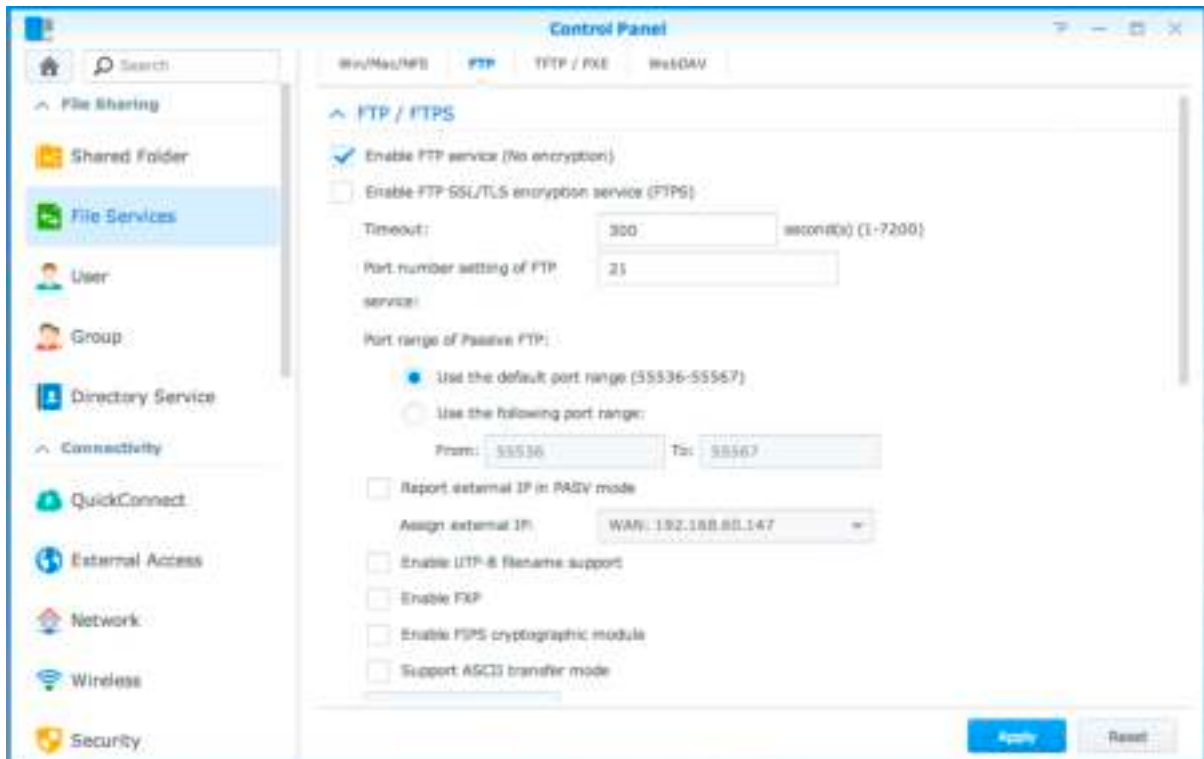 Control Panel
Search
Win/Mac/NFS FTP TFTP / PXE WebDAV
File Sharing
Shared Folder
File Services
User
Group
Directory Service
Connectivity
QuickConnect
External Access
Network
Wireless
Security
FTP / FTPS
Enable FTP service (No encryption)
Enable FTP SSL/TLS encryption service (FTPS)
Timeout: 300 second(s) (1-7200)
Port number setting of FTP 21
service:
Port range of Passive FTP:
Use the default port range (55536-55567)
Use the following port range:
From: 55536 To: 55567
Report external IP in PASV mode
Assign external IP: WAN: 192.168.60.147
Enable UTF-8 filename support
Enable FXP
Enable FIPS cryptographic module
Support ASCII transfer mode
Apply Reset